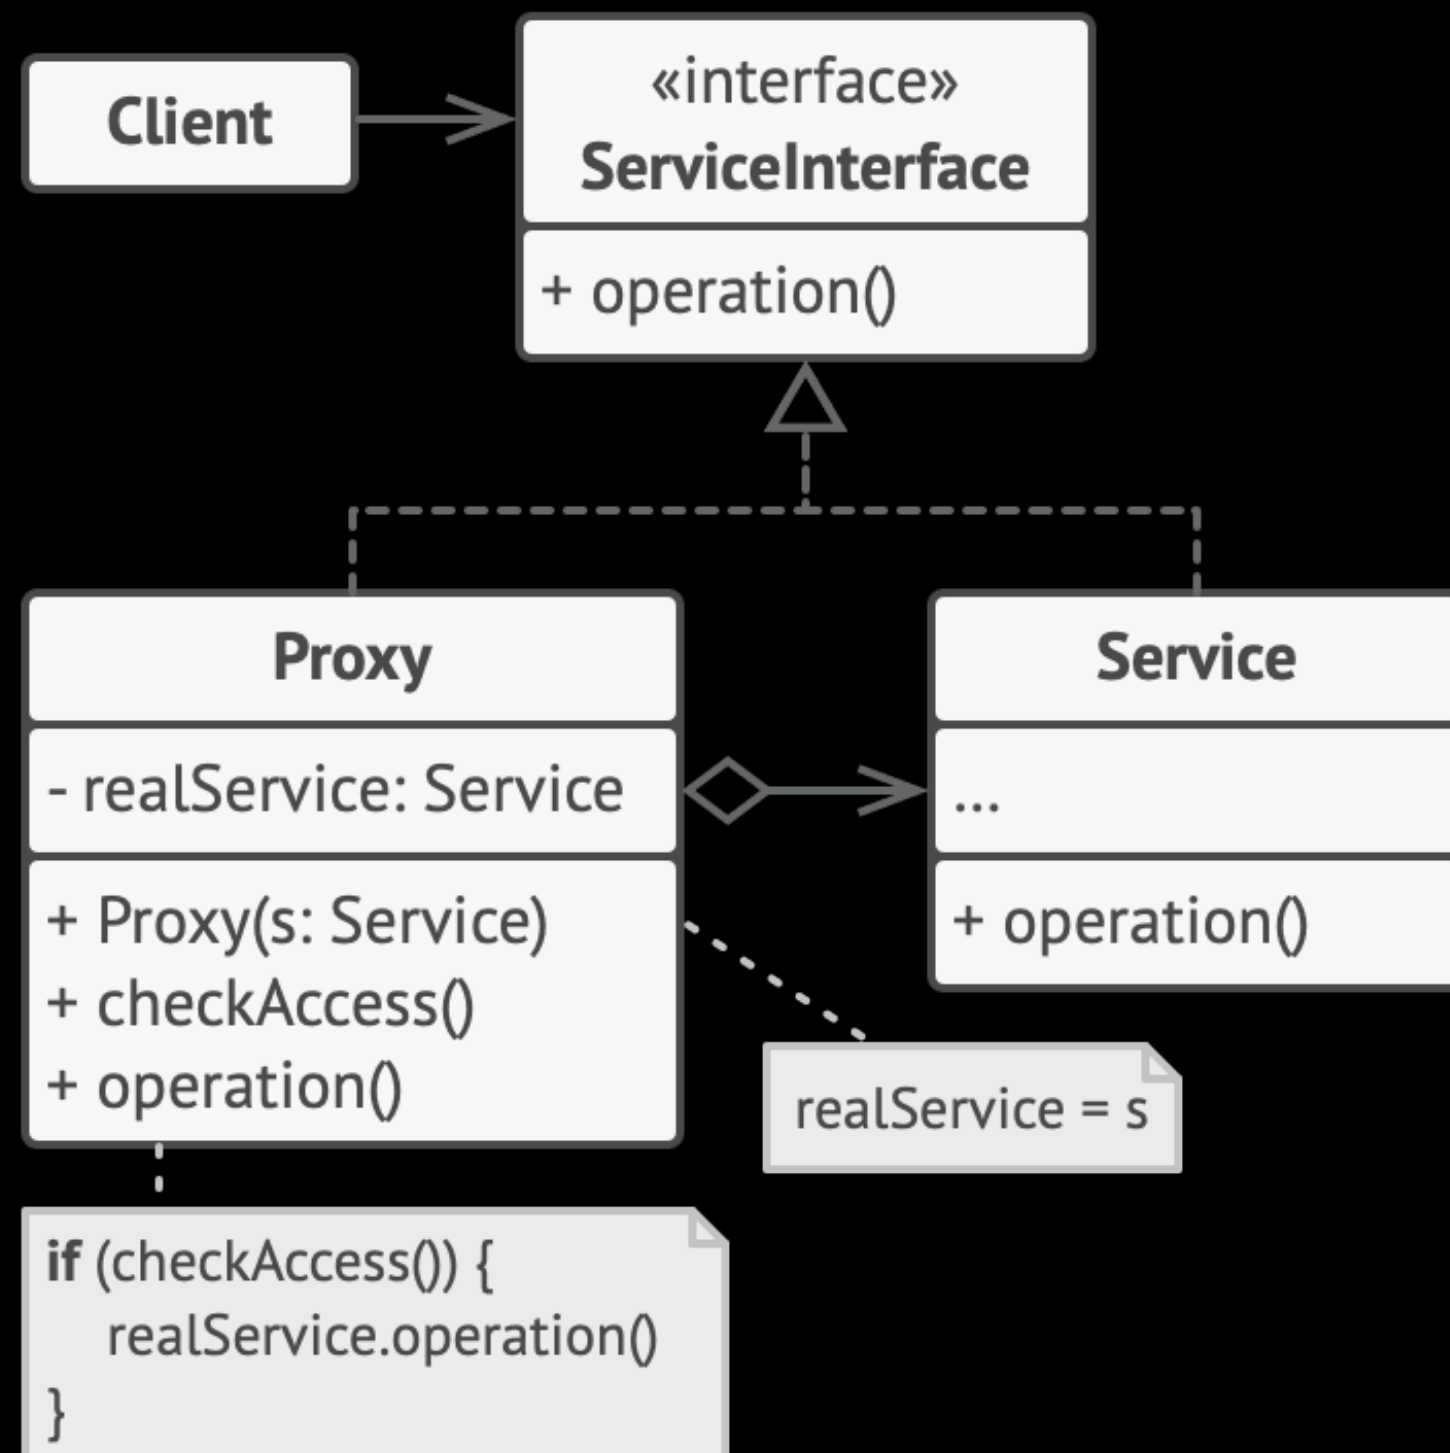 Client
«interface»
ServiceInterface
+ operation()
Proxy
- realService: Service
+ Proxy(s: Service)
+ checkAccess()
+ operation()
Service
...
+ operation()
realService = s
if (checkAccess()) {
realService.operation()
}